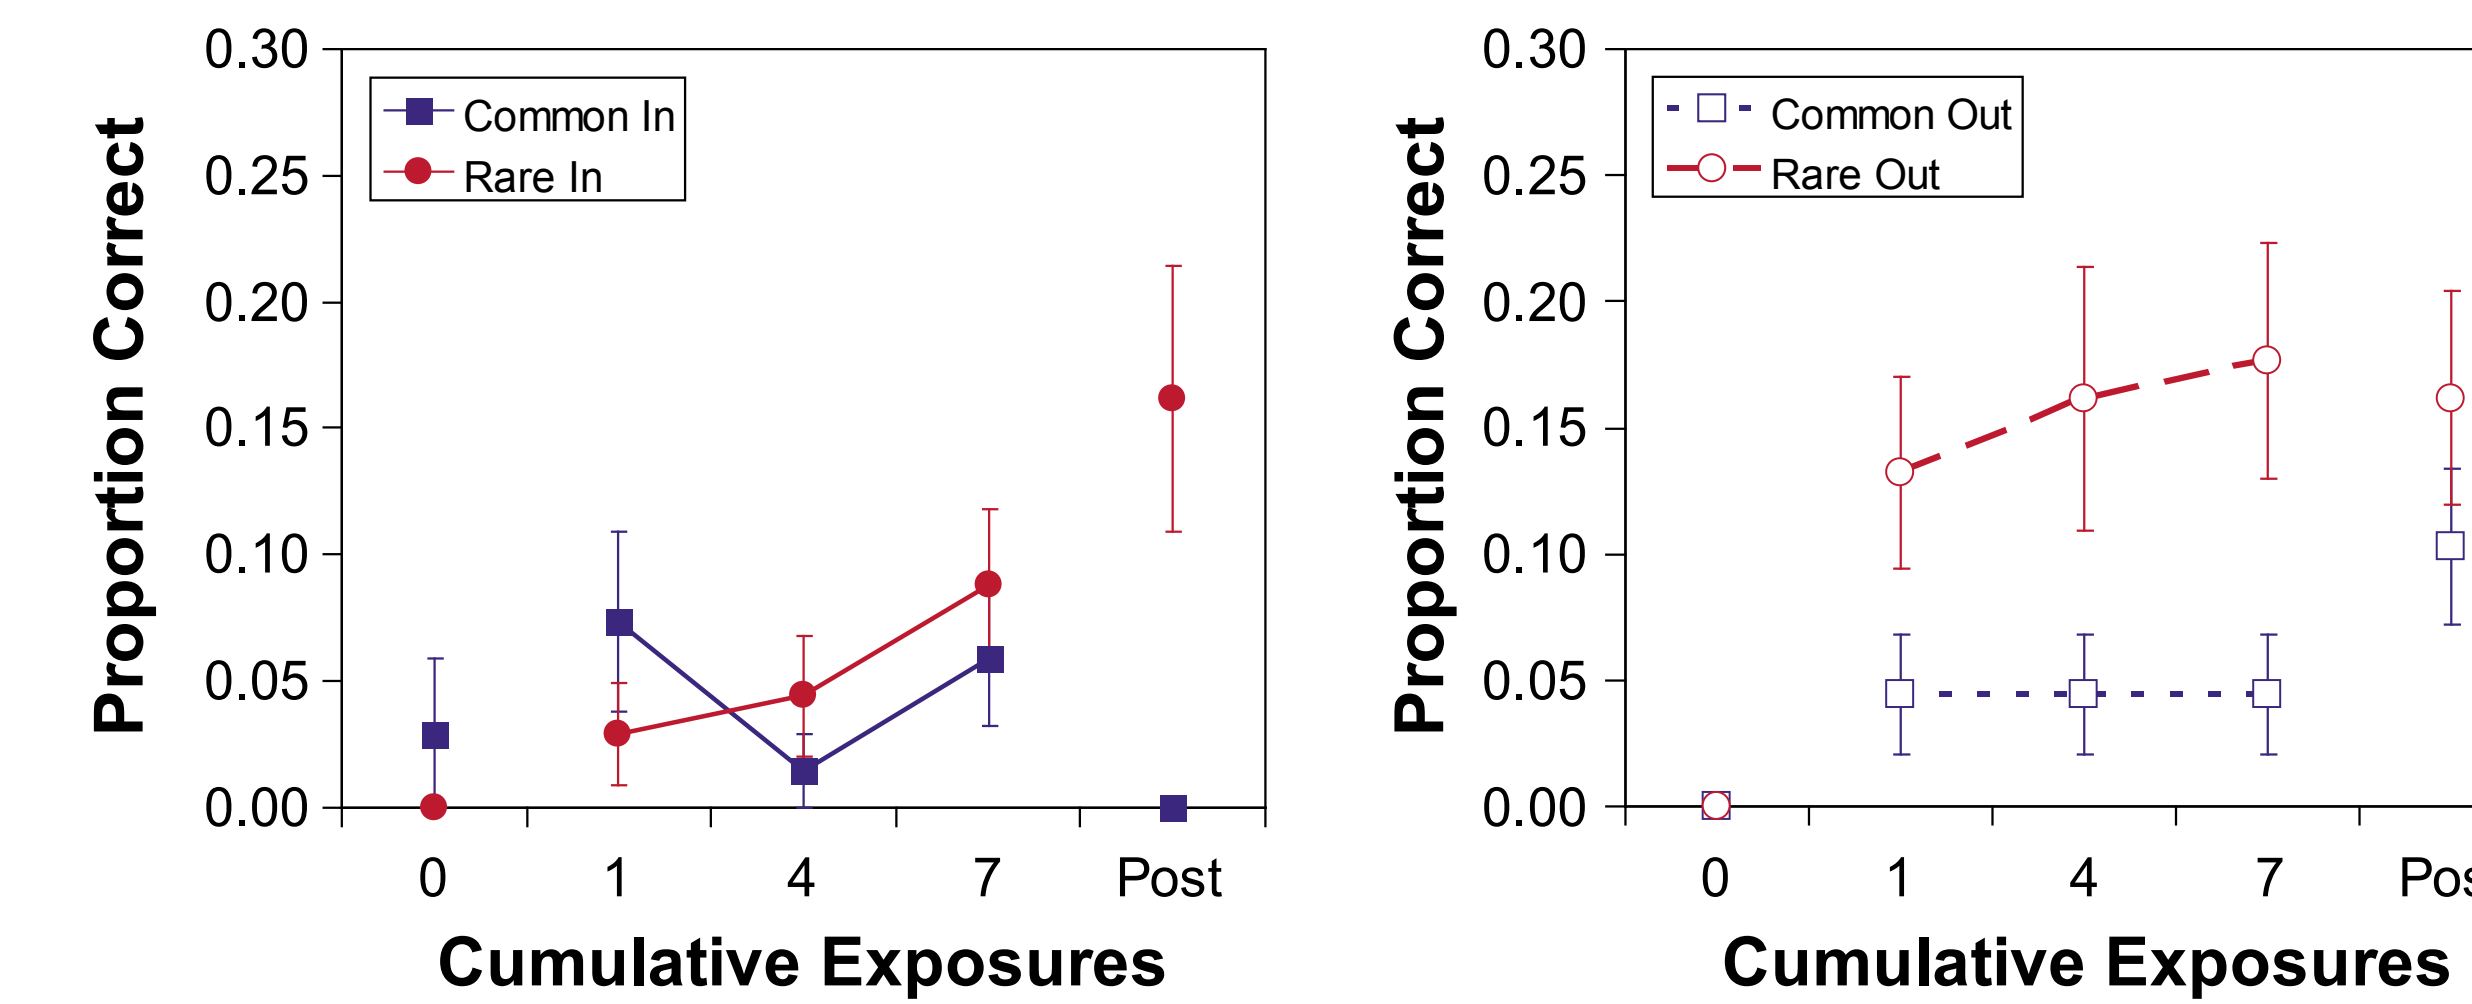 Proportion Correct
0.30
0.25
0.20
0.15
0.10
0.05
0.00
Common In
Rare In
0 1 4 7 Post
Cumulative Exposures
Proportion Correct
0.30
0.25
0.20
0.15
0.10
0.05
0.00
Common Out
Rare Out
0 1 4 7 Pos
Cumulative Exposures